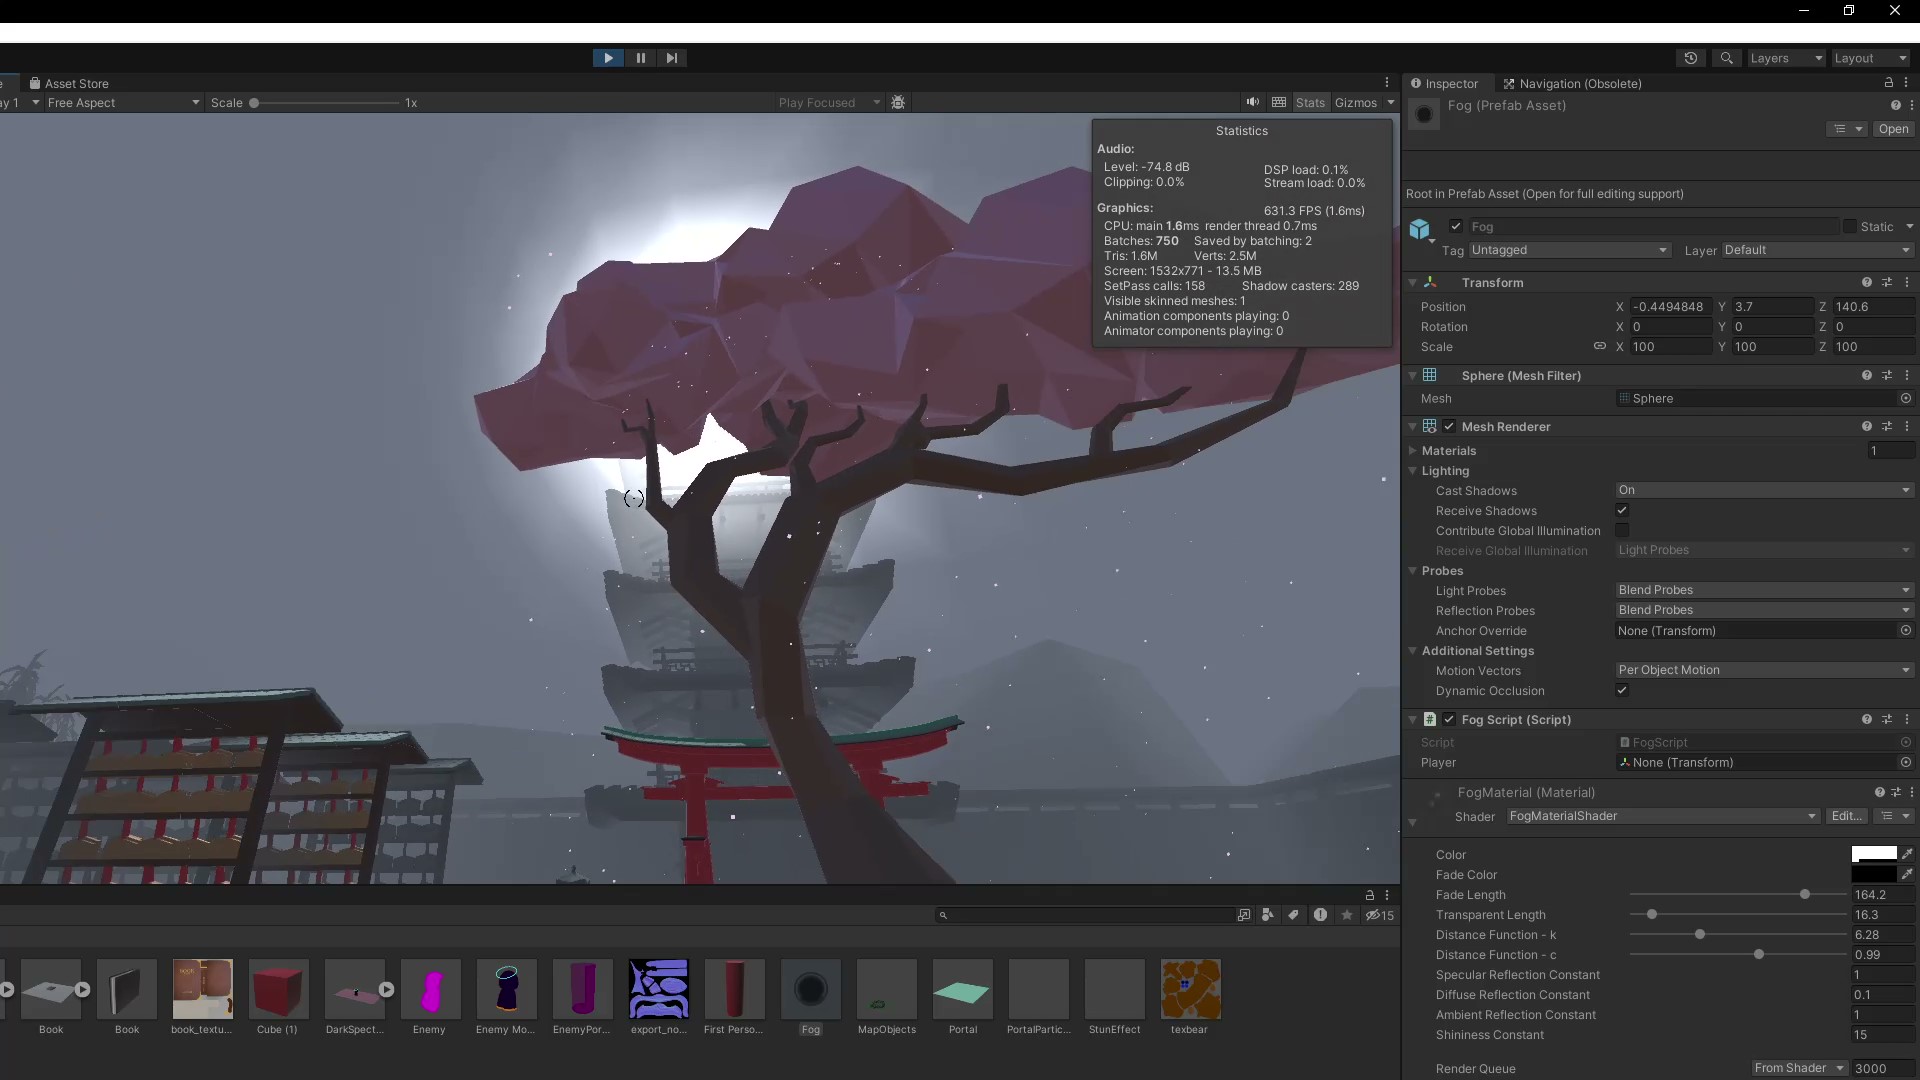 Layers
Layout
Asset Store
Inspector
Navigation (Obsolete)
ay 1
Free Aspect
Scale
1x
Play Focused
Stats
Gizmos
Fog (Prefab Asset)
Open
Statistics
Audio:
Level: -74.8 dB
DSP load: 0.1%
Clipping: 0.0%
Stream load: 0.0%
Graphics:
631.3 FPS (1.6ms)
CPU: main 1.6ms render thread 0.7ms
Batches: 750 Saved by batching: 2
Tris: 1.6M Verts: 2.5M
Screen: 1532x771 - 13.5 MB
SetPass calls: 158 Shadow casters: 289
Visible skinned meshes: 1
Animation components playing: 0
Animator components playing: 0
Root in Prefab Asset (Open for full editing support)
Fog
Static
Tag Untagged Layer Default
Transform
Position X -0.4494848 Y 3.7 Z 140.6
Rotation X 0 Y 0 Z 0
Scale X 100 Y 100 Z 100
Sphere (Mesh Filter)
Mesh Sphere
Mesh Renderer
Materials 1
Lighting
Cast Shadows On
Receive Shadows
Contribute Global Illumination
Receive Global Illumination Light Probes
Probes
Light Probes Blend Probes
Reflection Probes Blend Probes
Anchor Override None (Transform)
Additional Settings
Motion Vectors Per Object Motion
Dynamic Occlusion
# Fog Script (Script)
Script FogScript
Player None (Transform)
FogMaterial (Material)
Shader FogMaterialShader Edit...
Color
Fade Color
Fade Length 164.2
Transparent Length 16.3
Distance Function - k 6.28
Distance Function - c 0.99
Specular Reflection Constant 1
Diffuse Reflection Constant 0.1
Ambient Reflection Constant 1
Shininess Constant 15
Render Queue From Shader 3000
15
Book
Book
book_textu...
Cube (1)
DarkSpect...
Enemy
Enemy Mo...
EnemyPor...
export_no...
First Perso...
Fog
MapObjects
Portal
PortalPartic...
StunEffect
texbear